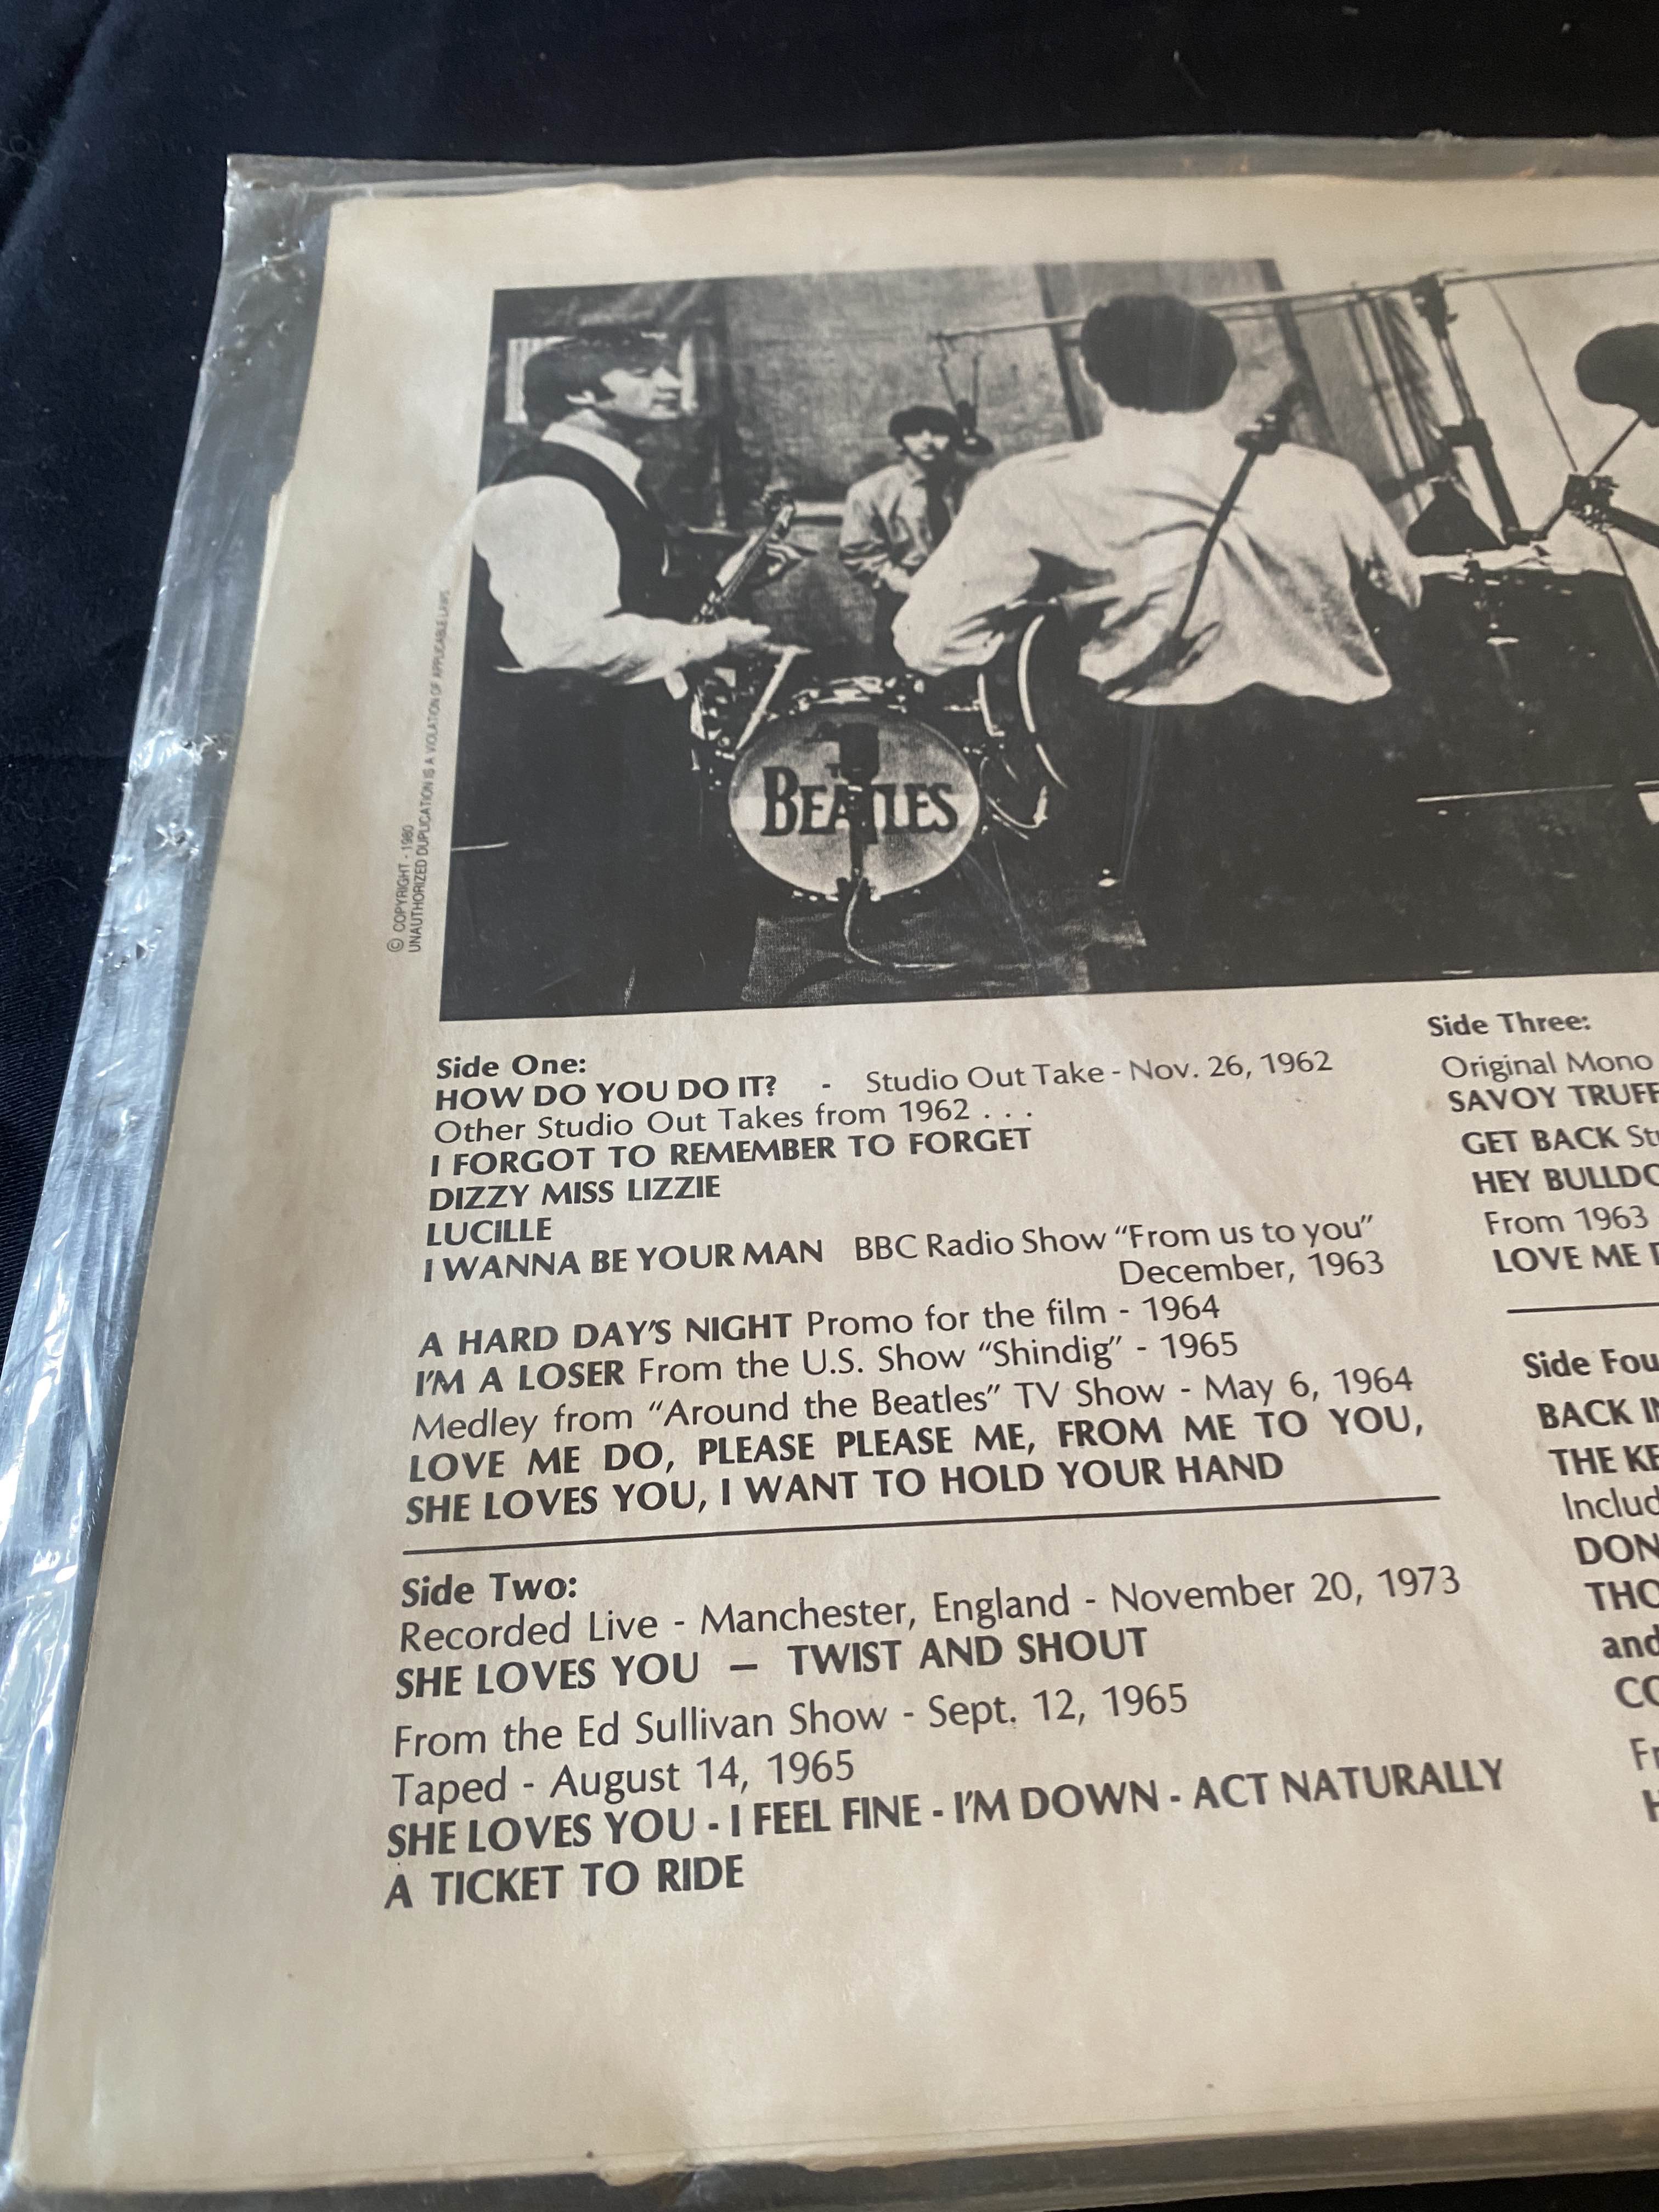 © COPYRIGHT - 1980
UNAUTHORIZED DUPLICATION IS A VIOLATION OF APPLICABLE LAWS
BEATLES
Side One:
HOW DO YOU DO IT? - Studio Out Take - Nov. 26, 1962
Other Studio Out Takes from 1962 . . .
I FORGOT TO REMEMBER TO FORGET
DIZZY MISS LIZZIE
LUCILLE
I WANNA BE YOUR MAN BBC Radio Show “From us to you”
December, 1963
A HARD DAY'S NIGHT Promo for the film - 1964
I'M A LOSER From the U.S. Show “Shindig” - 1965
Medley from “Around the Beatles” TV Show - May 6, 1964
LOVE ME DO, PLEASE PLEASE ME, FROM ME TO YOU,
SHE LOVES YOU, I WANT TO HOLD YOUR HAND
Side Two:
Recorded Live - Manchester, England - November 20, 1973
SHE LOVES YOU — TWIST AND SHOUT
From the Ed Sullivan Show - Sept. 12, 1965
Taped - August 14, 1965
SHE LOVES YOU - I FEEL FINE - I'M DOWN - ACT NATURALLY
A TICKET TO RIDE
Side Three:
Original Mono
SAVOY
GET BACK
HEY
From 1963
LOVE ME
Side
BACK
THE
and